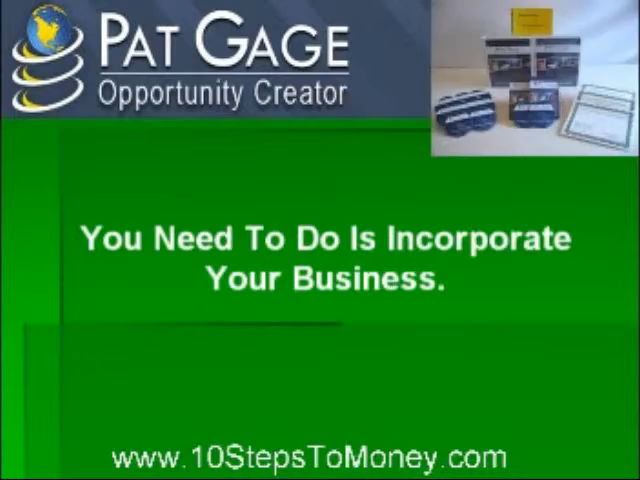 PAT GAGE
Opportunity Creator
You Need To Do Is Incorporate
Your Business.
www.10StepsToMoney.com